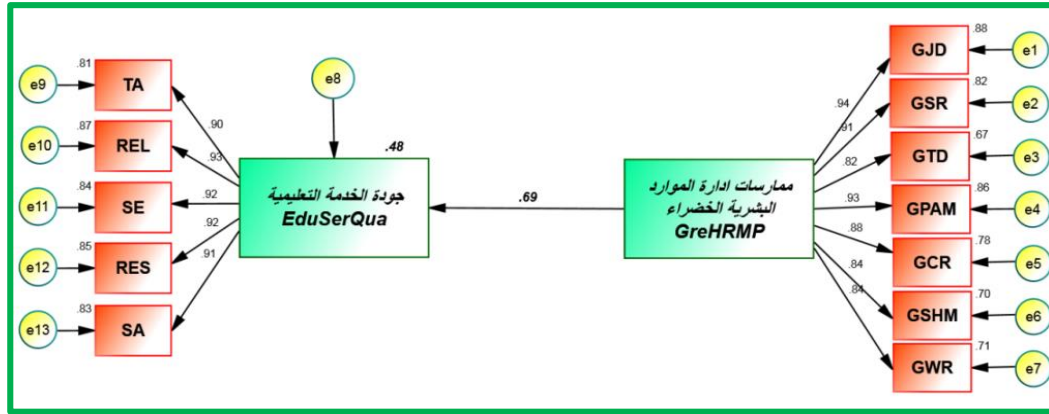 e9
.81
TA
e10
.87
REL
e11
.84
SE
e12
.85
RES
e13
.83
SA
.90
.93
.92
.92
.91
e8
.48
جودة الخدمة التعليمية
EduSerQua
.69
ممارسات ادارة الموارد
البشرية الخضراء
GreHRMP
.94
.91
.82
.93
.88
.84
.84
GJD
.88
e1
GSR
.82
e2
GTD
.67
e3
GPAM
.86
e4
GCR
.78
e5
GSHM
.70
e6
GWR
.71
e7